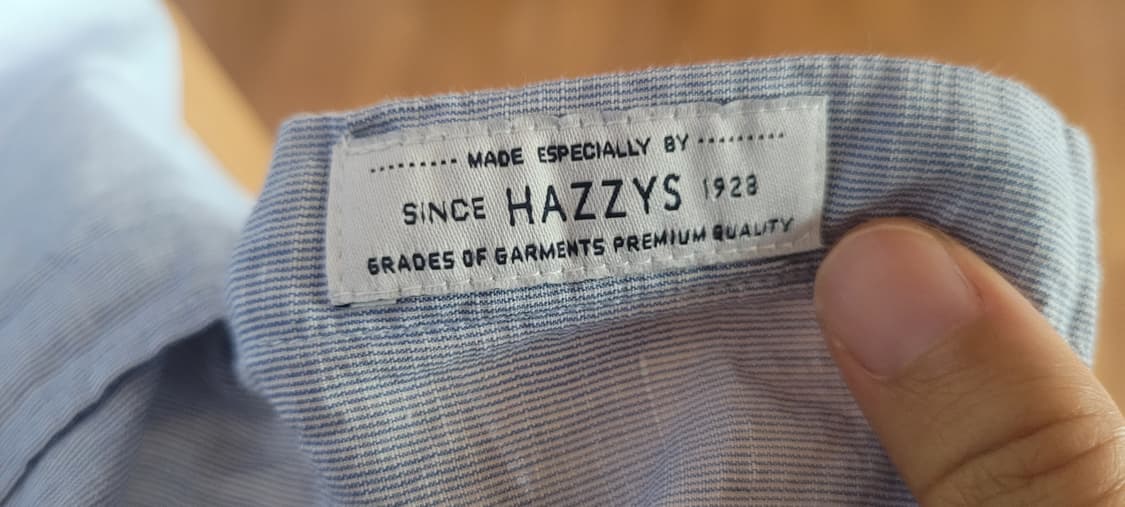 ········ MADE ESPECIALLY BY ·········
SINCE HAZZYS 1928
GRADES OF GARMENTS PREMIUM QUALITY